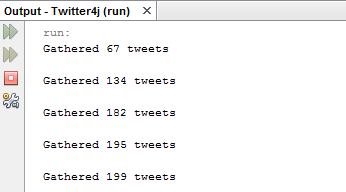 Output - Twitter4j (run)
run:
Gathered 67 tweets
Gathered 134 tweets
Gathered 182 tweets
Gathered 195 tweets
Gathered 199 tweets